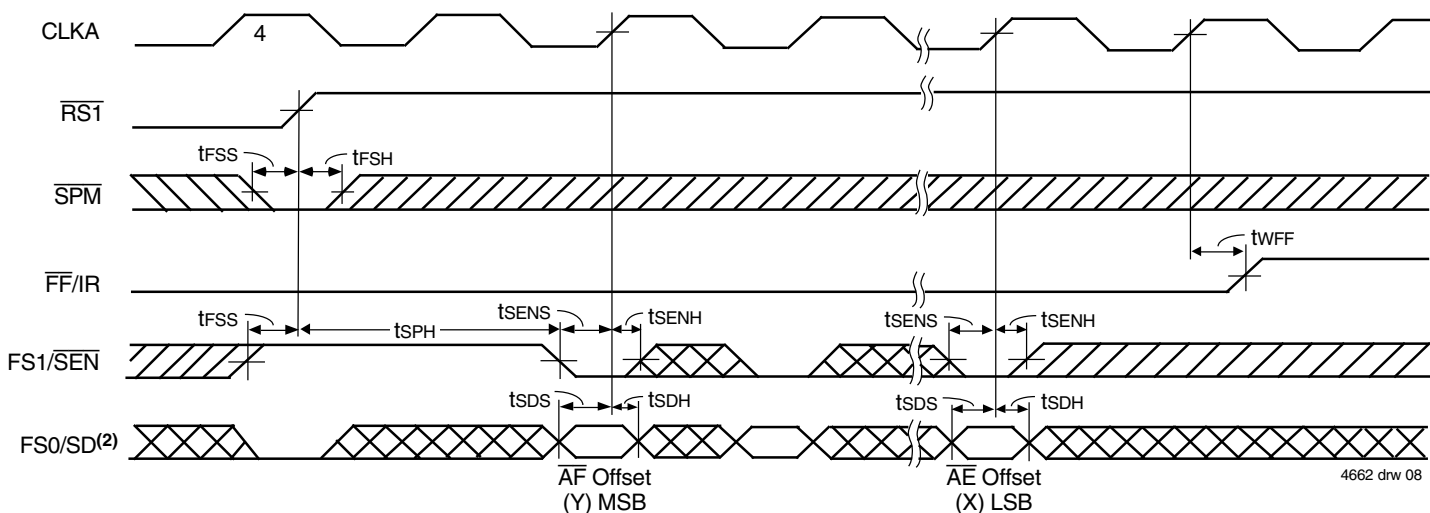 CLKA
4
RS1
tFSS
tFSH
SPM
tWFF
FF/IR
tFSS
tSPH
tSENS
tSENH
tSENS
tSENH
FS1/SEN
tSDS
tSDH
tSDS
tSDH
FS0/SD(2)
AF Offset
(Y) MSB
AE Offset
(X) LSB
4662 drw 08